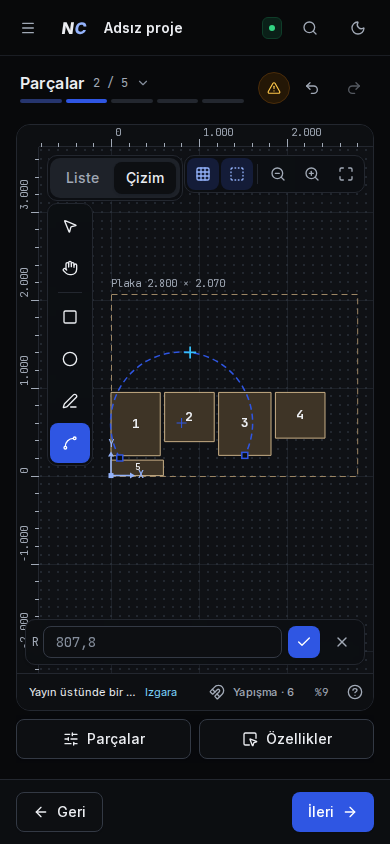 NC Adsız proje
Parçalar 2 / 5
0 1.000 2.000
Liste Çizim
3.000
2.000
Plaka 2.800 × 2.070
1.000
1 2 3 4
Y
5
0
X
-1.000
-2.000
R 807,8
Yayın üstünde bir ... Izgara Yapışma · 6 %9
Parçalar Özellikler
Geri İleri